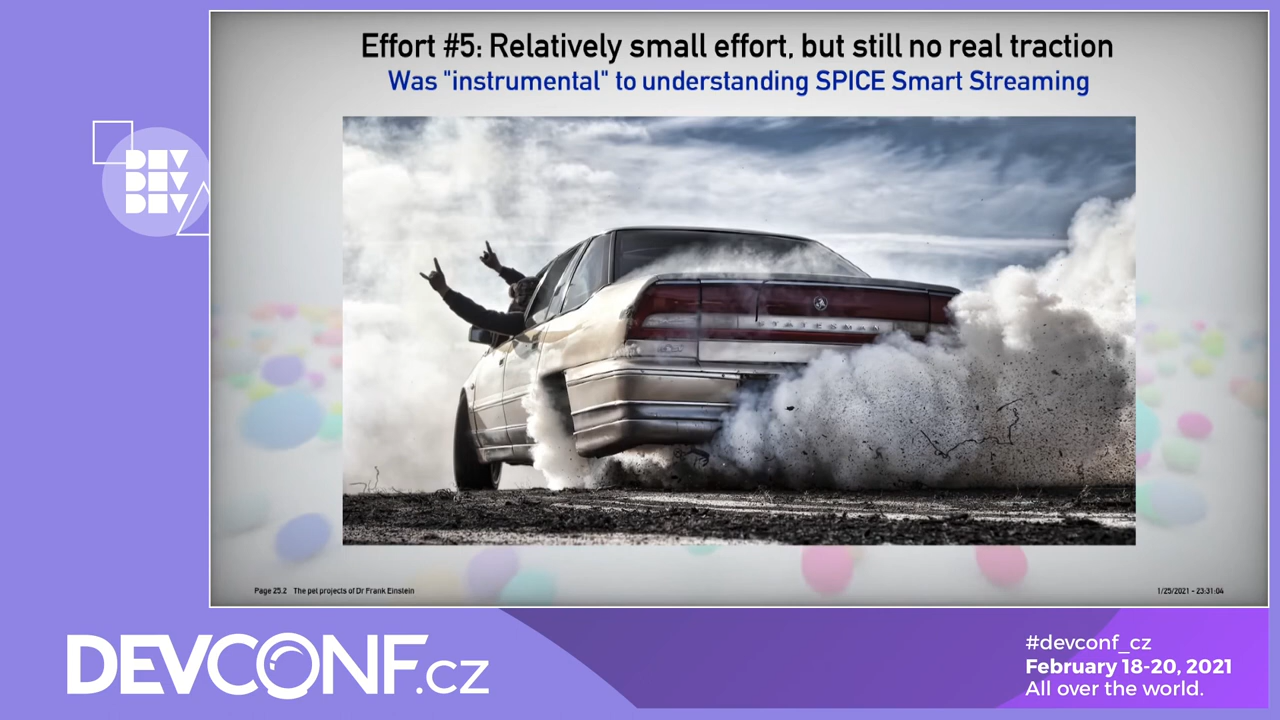 Effort #5: Relatively small effort, but still no real traction
Was "instrumental" to understanding SPICE Smart Streaming
DEV
DEV
DEV
STATESMAN
Page 25.2 The pet projects of Dr Frank Einstein
1/25/2021 - 23:31:04
DEVCONF.cz
#devconf_cz
February 18-20, 2021
All over the world.